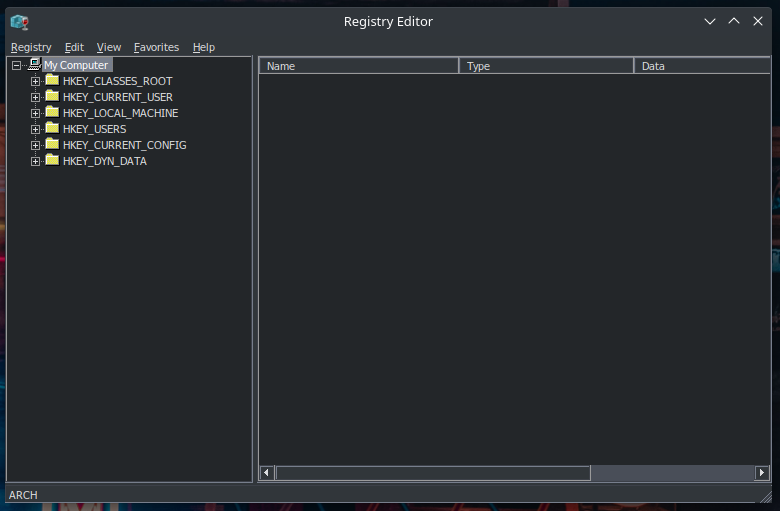 Registry Editor
Registry Edit View Favorites Help
My Computer
HKEY_CLASSES_ROOT
HKEY_CURRENT_USER
HKEY_LOCAL_MACHINE
HKEY_USERS
HKEY_CURRENT_CONFIG
HKEY_DYN_DATA
Name Type Data
ARCH